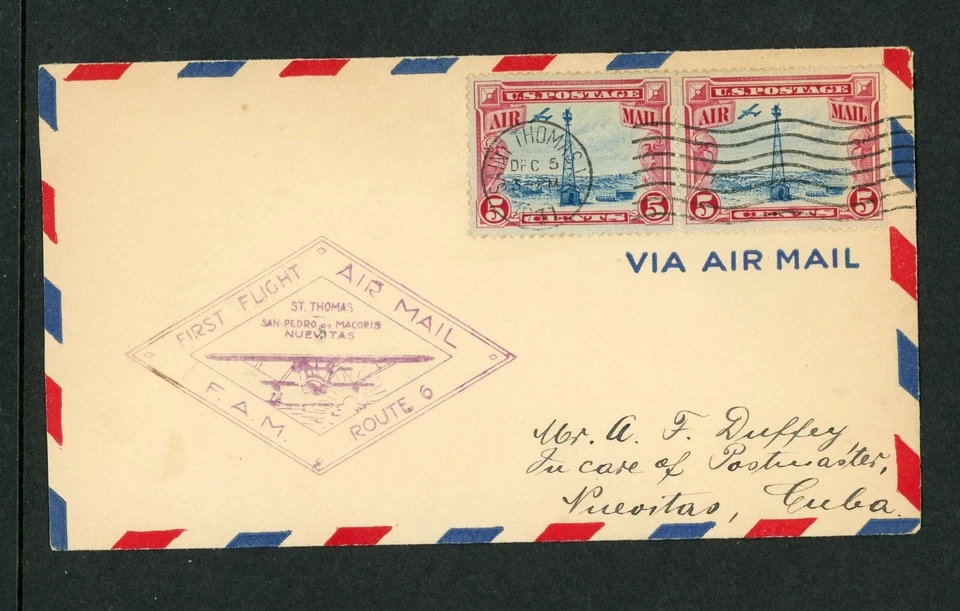 U.S. POSTAGE
AIR MAIL
5 CENTS 5
U.S. POSTAGE
AIR MAIL
5 CENTS 5
SAINT THOMAS
DEC 5
1931
VIA AIR MAIL
FIRST FLIGHT AIR MAIL
ST. THOMAS
SAN PEDRO DE MACORIS
NUEVITAS
F. A. M. ROUTE 6
Mr. A. F. Duffey,
In care of Postmaster,
Nuevitas, Cuba.